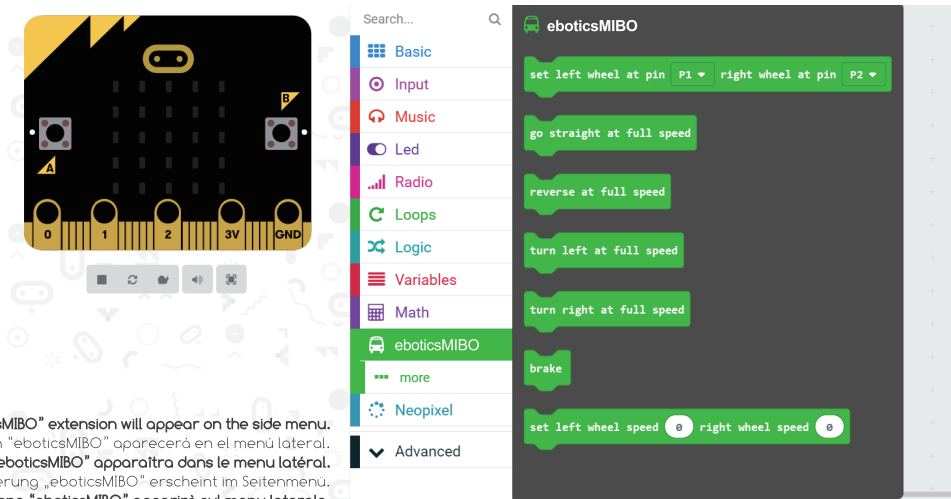 B
A
0 1 2 3V GND
sMIBO” extension will appear on the side menu.
“eboticsMIBO” aparecerá en el menú lateral.
eboticsMIBO” apparaîtra dans le menu latéral.
erung „eboticsMIBO“ erscheint im Seitenmenü.
“eboticsMIBO”
Search...
Basic
Input
Music
Led
Radio
Loops
Logic
Variables
Math
eboticsMIBO
more
Neopixel
Advanced
eboticsMIBO
set left wheel at pin P1 right wheel at pin P2
go straight at full speed
reverse at full speed
turn left at full speed
turn right at full speed
brake
set left wheel speed 0 right wheel speed 0